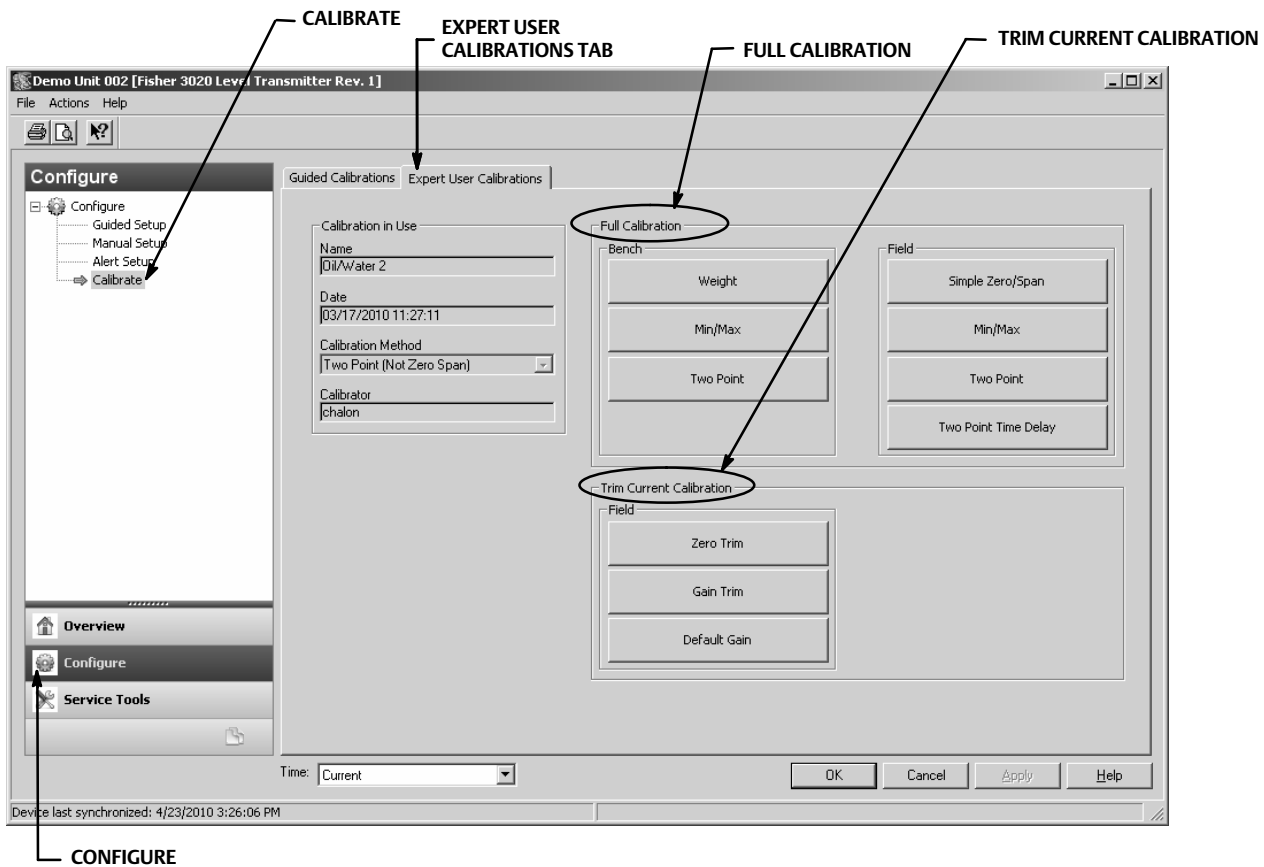 CALIBRATE
EXPERT USER
CALIBRATIONS TAB
FULL CALIBRATION
TRIM CURRENT CALIBRATION
Demo Unit 002 [Fisher 3020 Level Transmitter Rev. 1]
File Actions Help
Configure
Configure
Guided Setup
Manual Setup
Alert Setup
Calibrate
Overview
Configure
Service Tools
Guided Calibrations
Expert User Calibrations
Calibration in Use
Name
Oil/Water 2
Date
03/17/2010 11:27:11
Calibration Method
Two Point (Not Zero Span)
Calibrator
chalon
Full Calibration
Bench
Weight
Min/Max
Two Point
Field
Simple Zero/Span
Min/Max
Two Point
Two Point Time Delay
Trim Current Calibration
Field
Zero Trim
Gain Trim
Default Gain
Time: Current
OK
Cancel
Apply
Help
Device last synchronized: 4/23/2010 3:26:06 PM
CONFIGURE